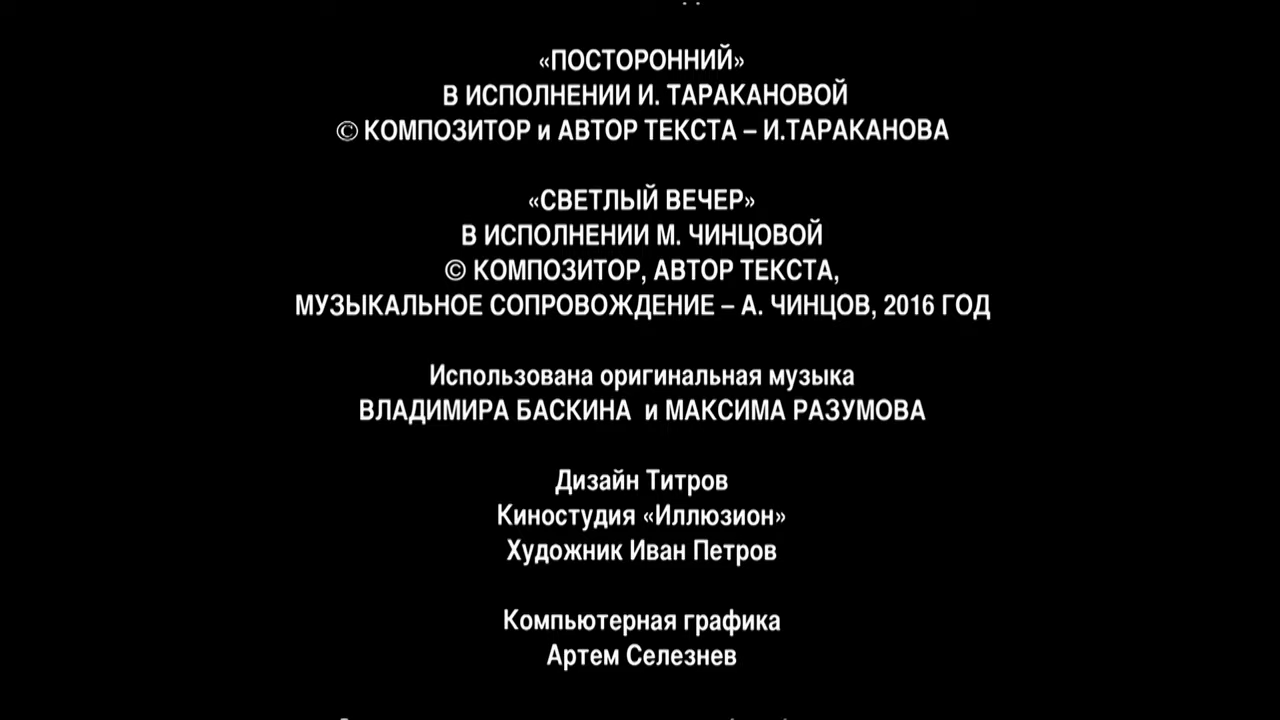 «ПОСТОРОННИЙ»
В ИСПОЛНЕНИИ И. ТАРАКАНОВОЙ
© КОМПОЗИТОР и АВТОР ТЕКСТА – И.ТАРАКАНОВА
«СВЕТЛЫЙ ВЕЧЕР»
В ИСПОЛНЕНИИ М. ЧИНЦОВОЙ
© КОМПОЗИТОР, АВТОР ТЕКСТА,
МУЗЫКАЛЬНОЕ СОПРОВОЖДЕНИЕ – А. ЧИНЦОВ, 2016 ГОД
Использована оригинальная музыка
ВЛАДИМИРА БАСКИНА и МАКСИМА РАЗУМОВА
Дизайн Титров
Киностудия «Иллюзион»
Художник Иван Петров
Компьютерная графика
Артем Селезнев